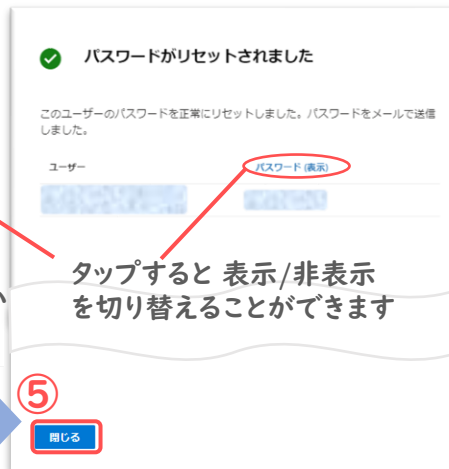 パスワードがリセットされました
このユーザーのパスワードを正常にリセットしました。パスワードをメールで送信
しました。
ユーザー
パスワード (表示)
タップすると 表示/非表示
を切り替えることができます
⑤
閉じる